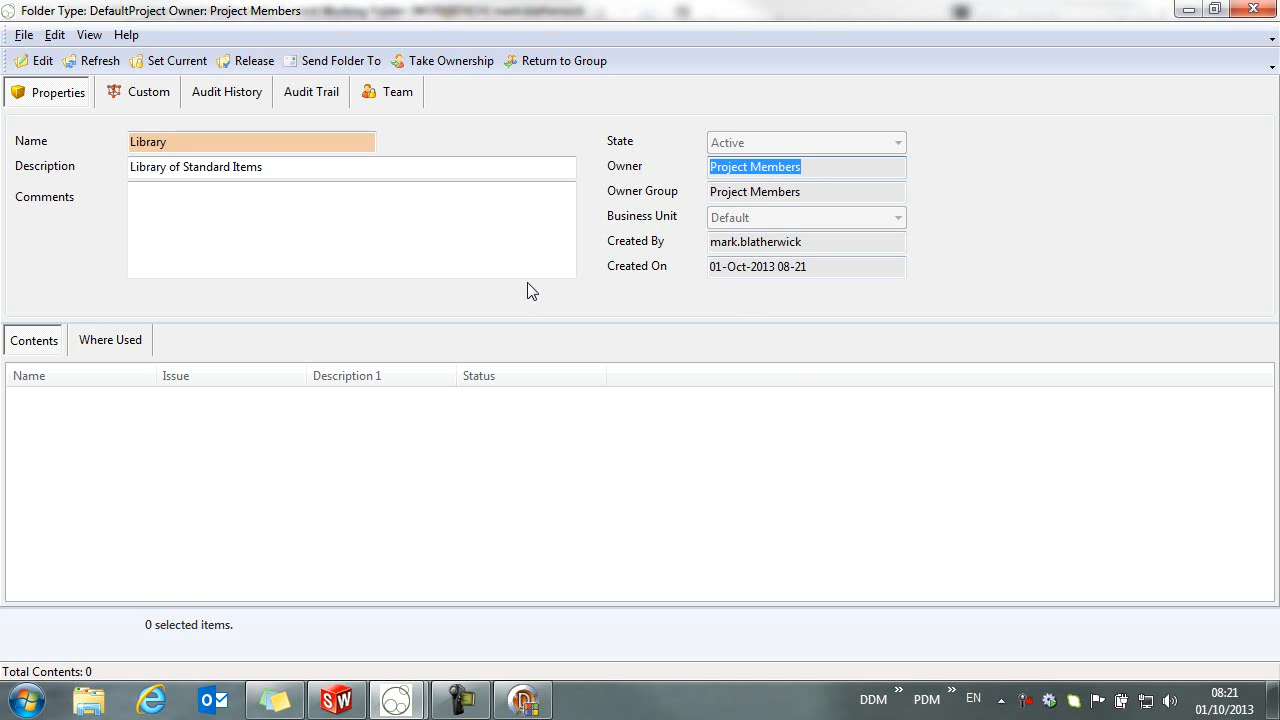 Folder Type: DefaultProject Owner: Project Members
File Edit View Help
Edit Refresh Set Current Release Send Folder To Take Ownership Return to Group
Properties Custom Audit History Audit Trail Team
Name Library State Active
Description Library of Standard Items Owner Project Members
Comments Owner Group Project Members
Business Unit Default
Created By mark.blatherwick
Created On 01-Oct-2013 08-21
Contents Where Used
Name Issue Description 1 Status
0 selected items.
Total Contents: 0
DDM » PDM » EN 08:21
01/10/2013